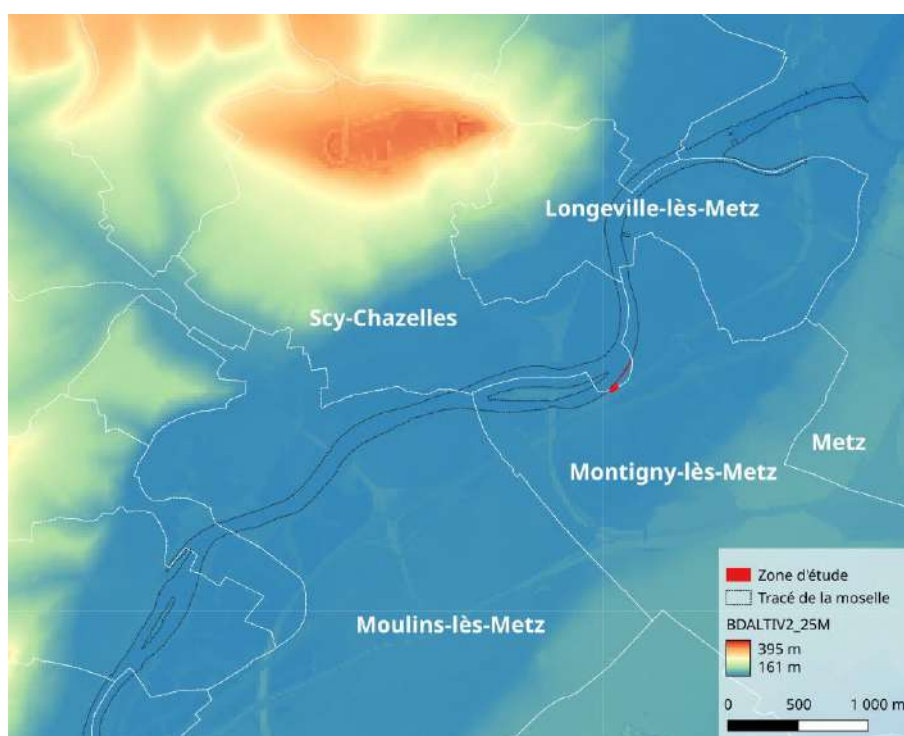 Longeville-lès-Metz
Scy-Chazelles
Metz
Montigny-lès-Metz
Moulins-lès-Metz
Zone d'étude
Tracé de la moselle
BDALTIV2_25M
395 m
161 m
0 500 1 000 m